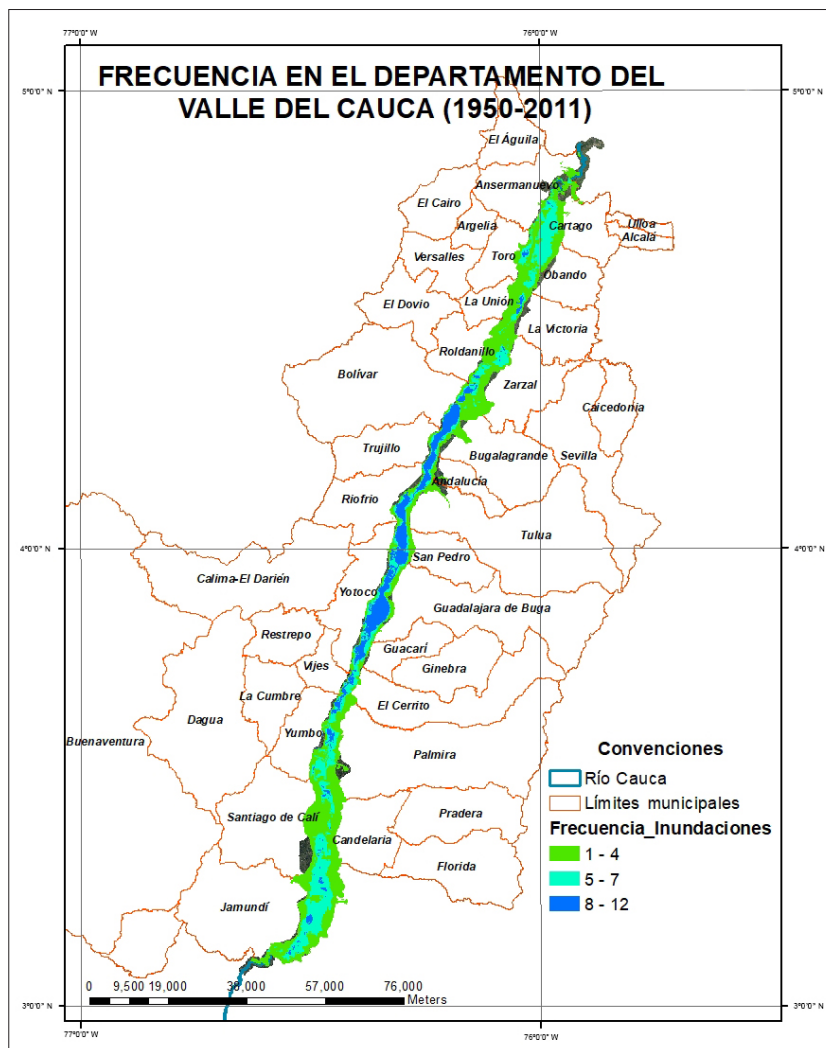 77°0'0" W
76°0'0" W
FRECUENCIA EN EL DEPARTAMENTO DEL
VALLE DEL CAUCA (1950-2011)
5°0'0" N
5°0'0" N
El Águila
Ansermanuevo
El Cairo
Argelia
Cartago
Ulloa
Alcalá
Versalles
Toro
Obando
El Dovio
La Unión
La Victoria
Roldanillo
Bolívar
Zarzal
Caicedonia
Trujillo
Bugalagrande
Sevilla
Andalucía
Riofrio
Tulua
4°0'0" N
4°0'0" N
San Pedro
Calima-El Darién
Yotoco
Guadalajara de Buga
Restrepo
Guacarí
Vijes
Ginebra
La Cumbre
El Cerrito
Dagua
Buenaventura
Yumbo
Palmira
Convenciones
Río Cauca
Límites municipales
Pradera
Santiago de Calí
Frecuencia_Inundaciones
Candelaria
1 - 4
Florida
5 - 7
8 - 12
Jamundí
0 9,500 19,000 38,000 57,000 76,000
Meters
3°0'0" N
3°0'0" N
77°0'0" W
76°0'0" W